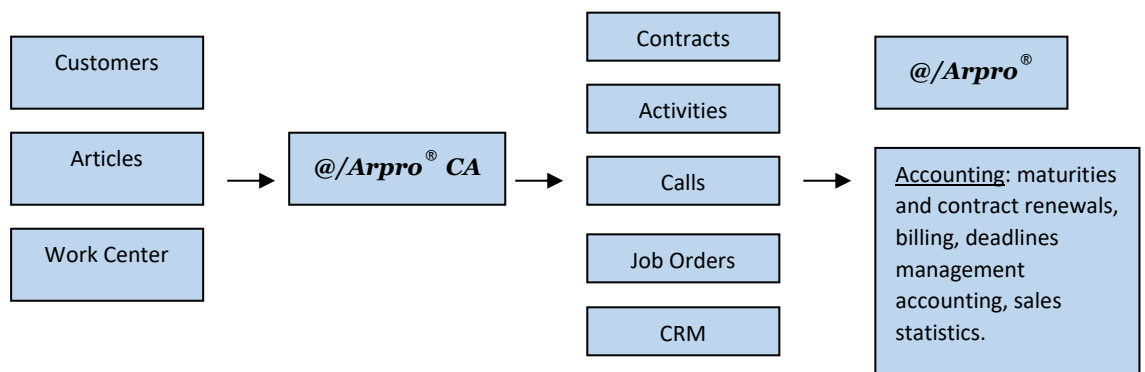 Customers
Articles
Work Center
@/Arpro® CA
Contracts
Activities
Calls
Job Orders
CRM
@/Arpro®
Accounting: maturities
and contract renewals,
billing, deadlines
management
accounting, sales
statistics.